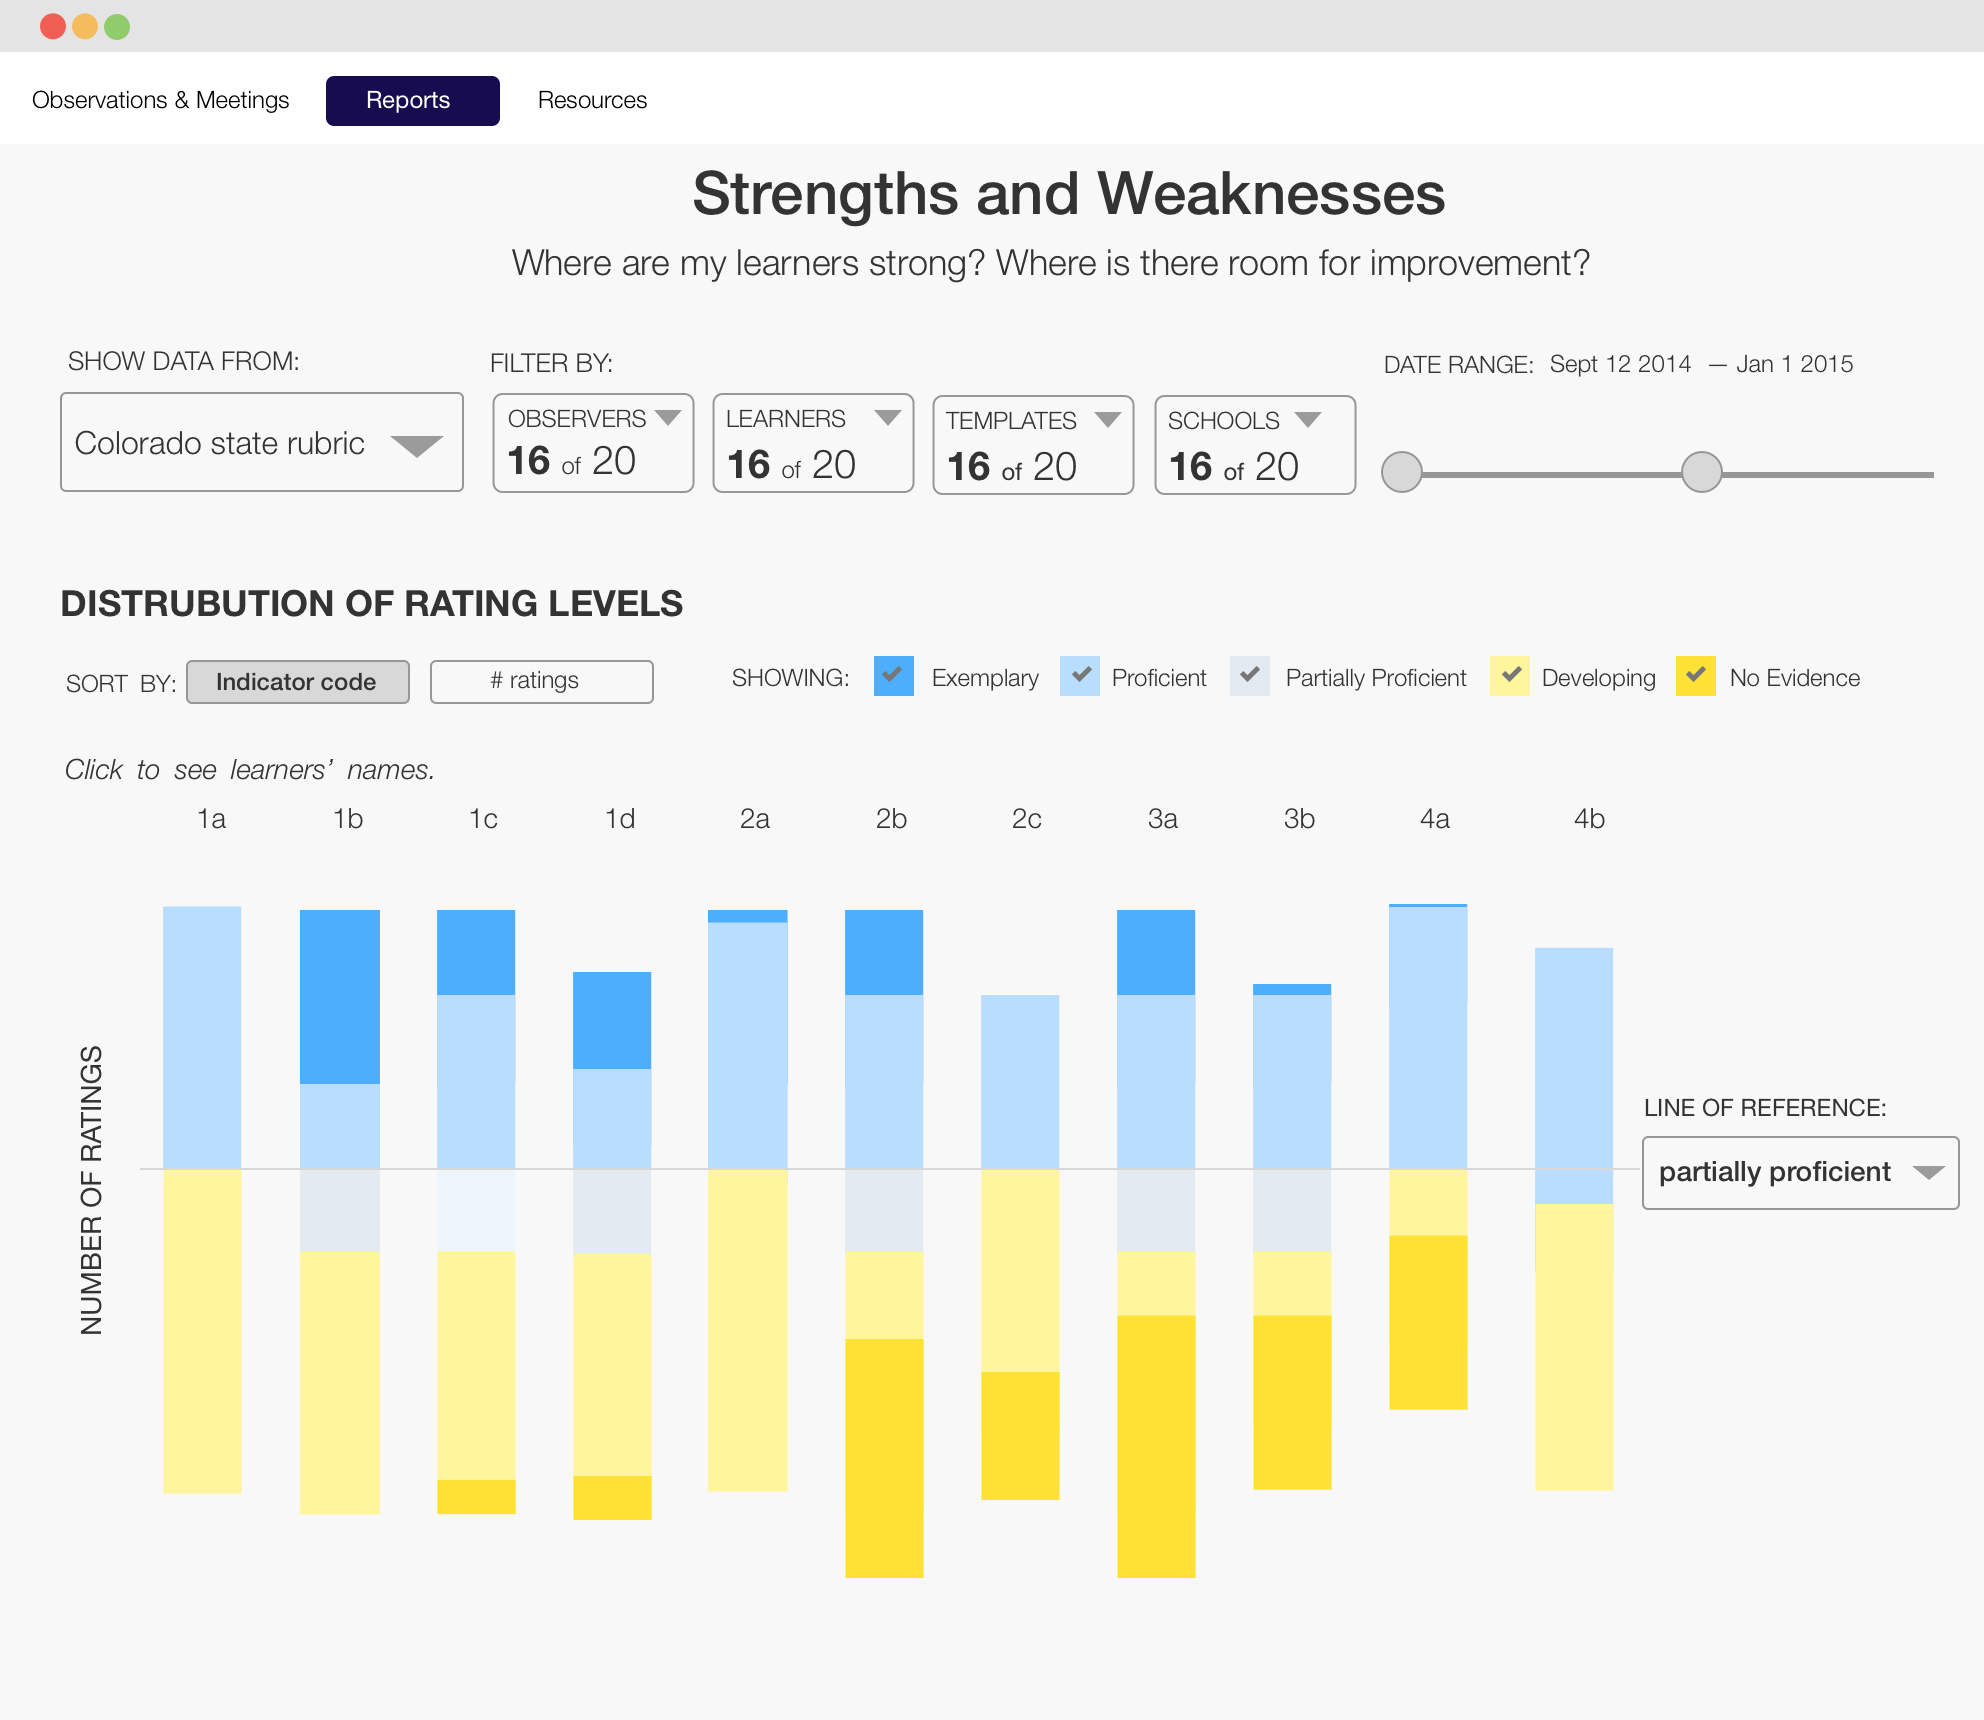 Observations & Meetings Reports Resources
Strengths and Weaknesses
Where are my learners strong? Where is there room for improvement?
SHOW DATA FROM:
Colorado state rubric
FILTER BY:
OBSERVERS
16 of 20
LEARNERS
16 of 20
TEMPLATES
16 of 20
SCHOOLS
16 of 20
DATE RANGE: Sept 12 2014 — Jan 1 2015
DISTRUBUTION OF RATING LEVELS
SORT BY: Indicator code # ratings
SHOWING: Exemplary Proficient Partially Proficient Developing No Evidence
Click to see learners’ names.
1a 1b 1c 1d 2a 2b 2c 3a 3b 4a 4b
NUMBER OF RATINGS
LINE OF REFERENCE:
partially proficient